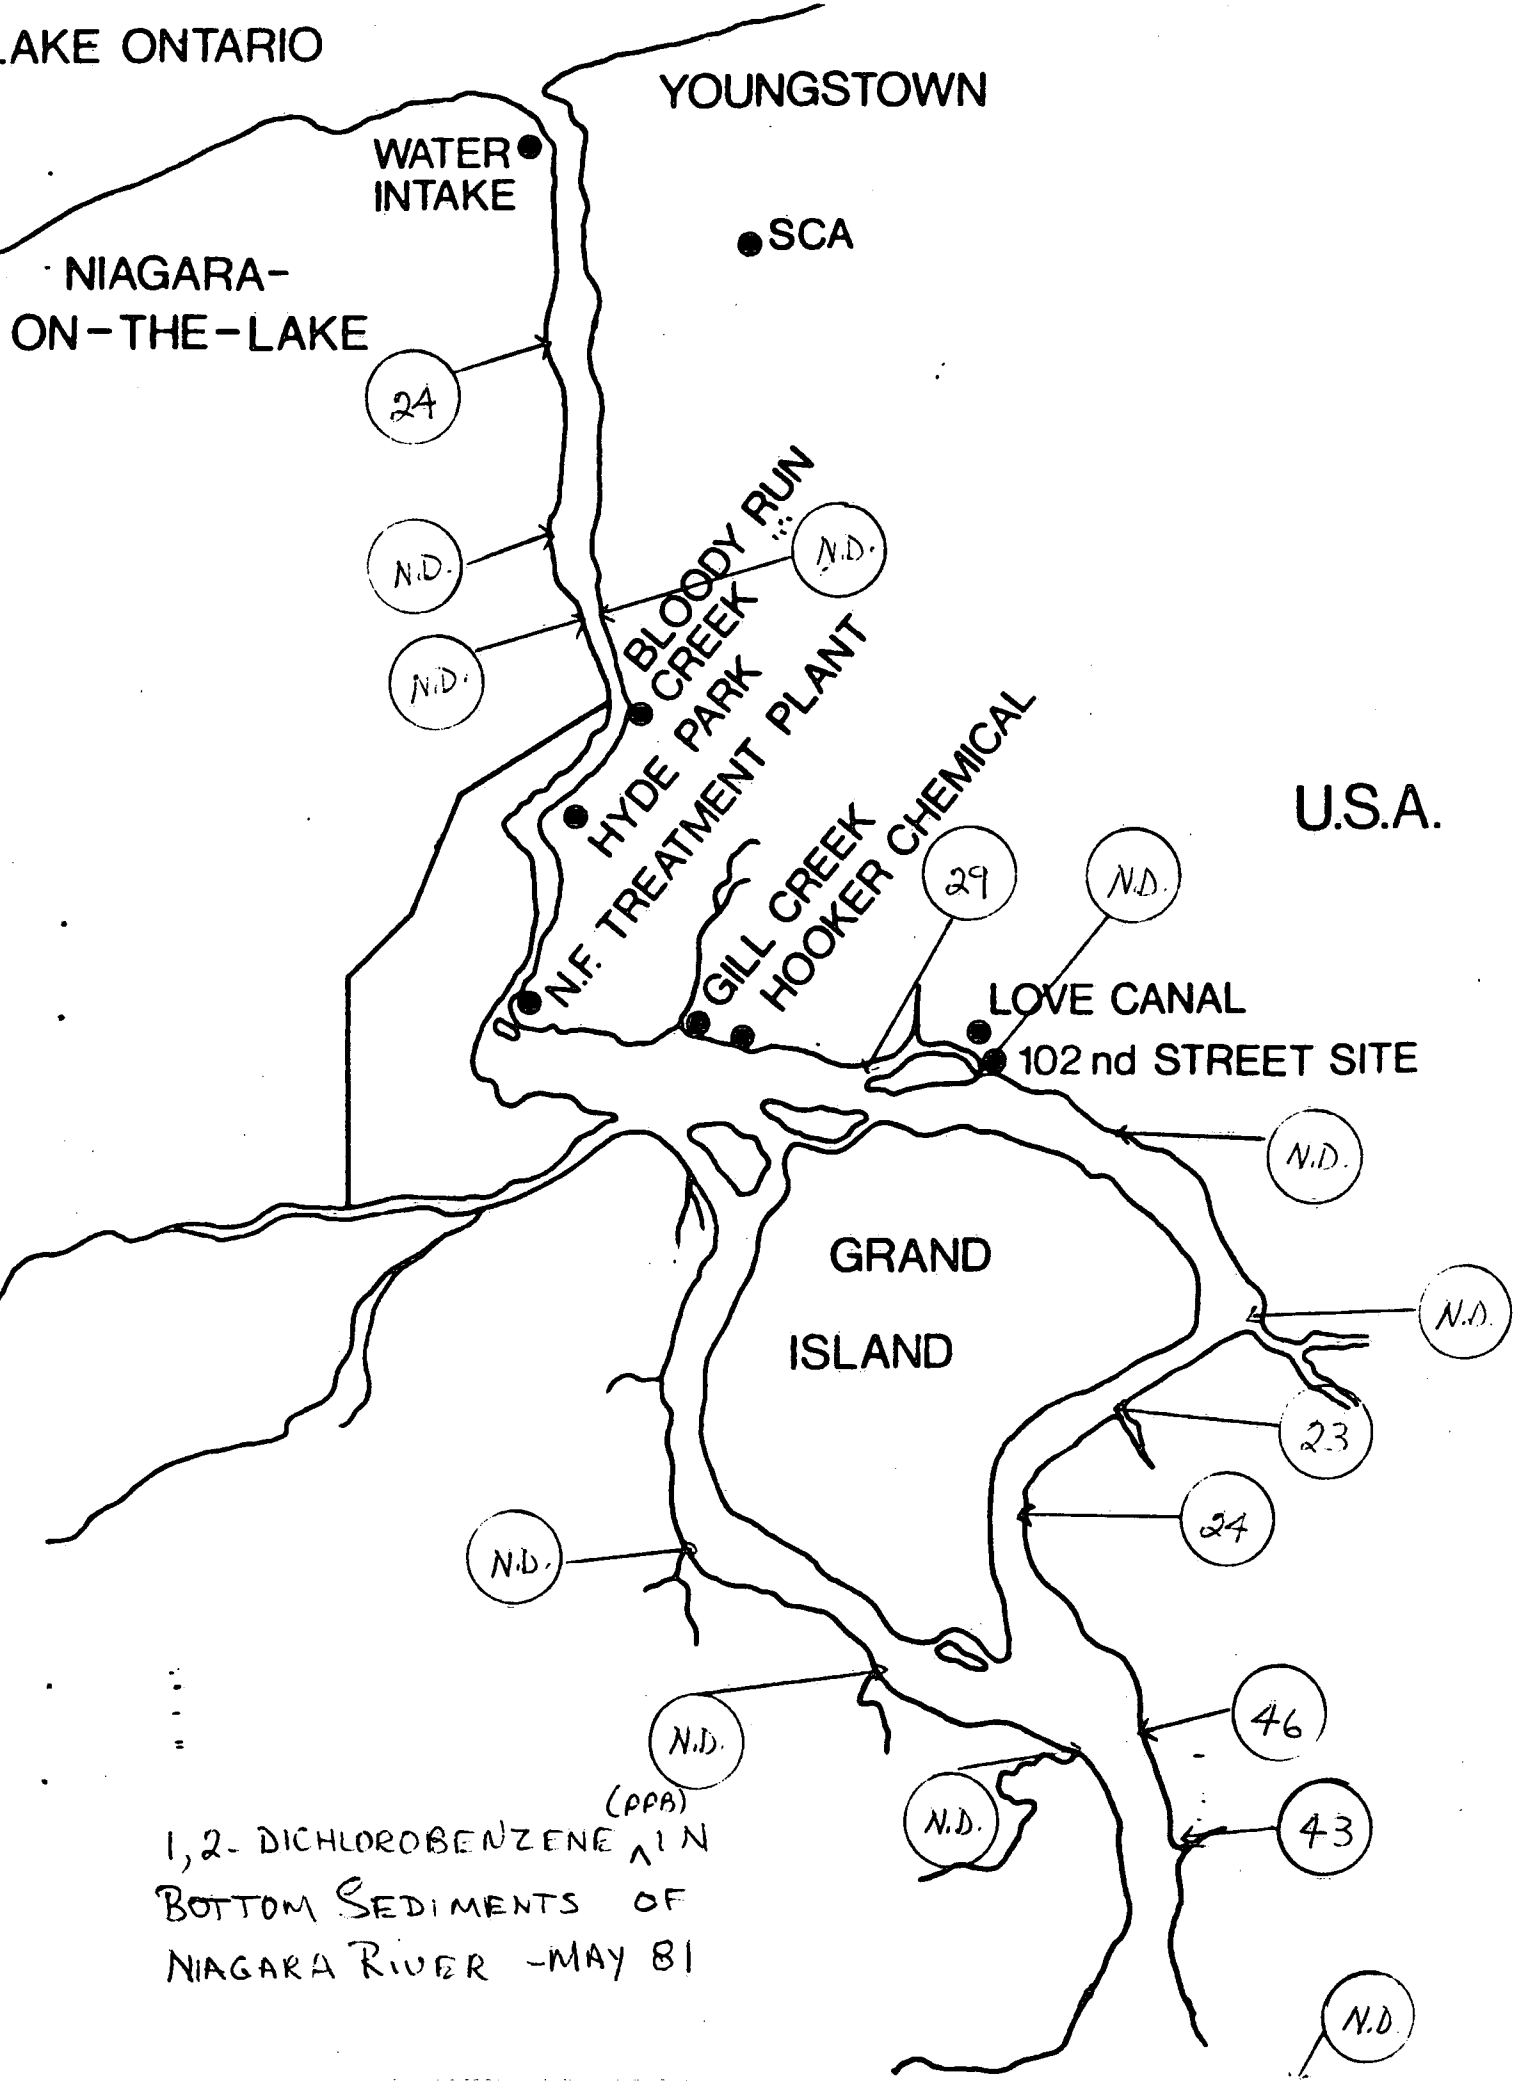 LAKE ONTARIO
YOUNGSTOWN
WATER
INTAKE
SCA
NIAGARA-
ON-THE-LAKE
24
BLOODY RUN
CREEK
N.D.
N.D.
N.D.
HYDE PARK
N.F. TREATMENT PLANT
GILL CREEK
HOOKER CHEMICAL
U.S.A.
29
N.D.
LOVE CANAL
102nd STREET SITE
N.D.
GRAND
ISLAND
N.D.
23
24
N.D.
46
N.D.
N.D.
43
(PPB)
1,2-DICHLOROBENZENE ^ IN
BOTTOM SEDIMENTS OF
NIAGARA RIVER -MAY 81
N.D